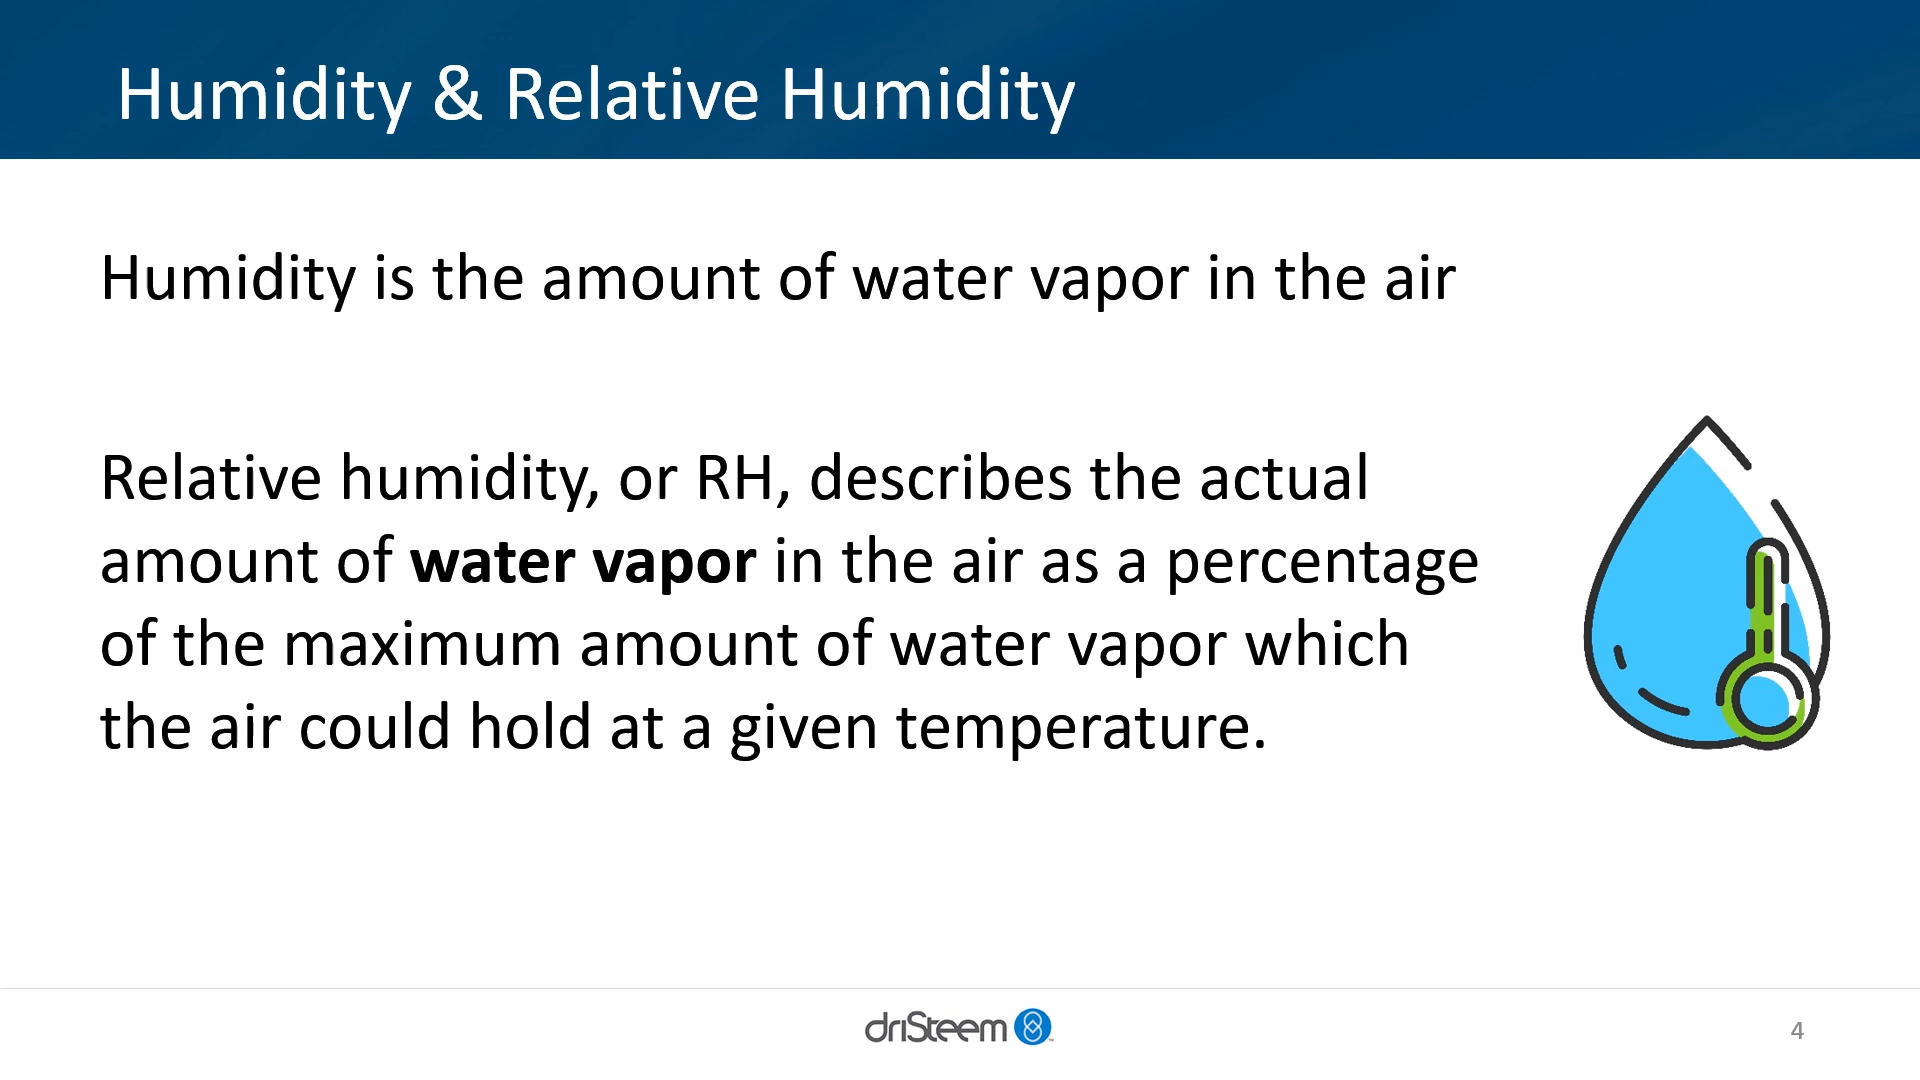 Humidity & Relative Humidity
Humidity is the amount of water vapor in the air
Relative humidity, or RH, describes the actual
amount of water vapor in the air as a percentage
of the maximum amount of water vapor which
the air could hold at a given temperature.
driSteem
4